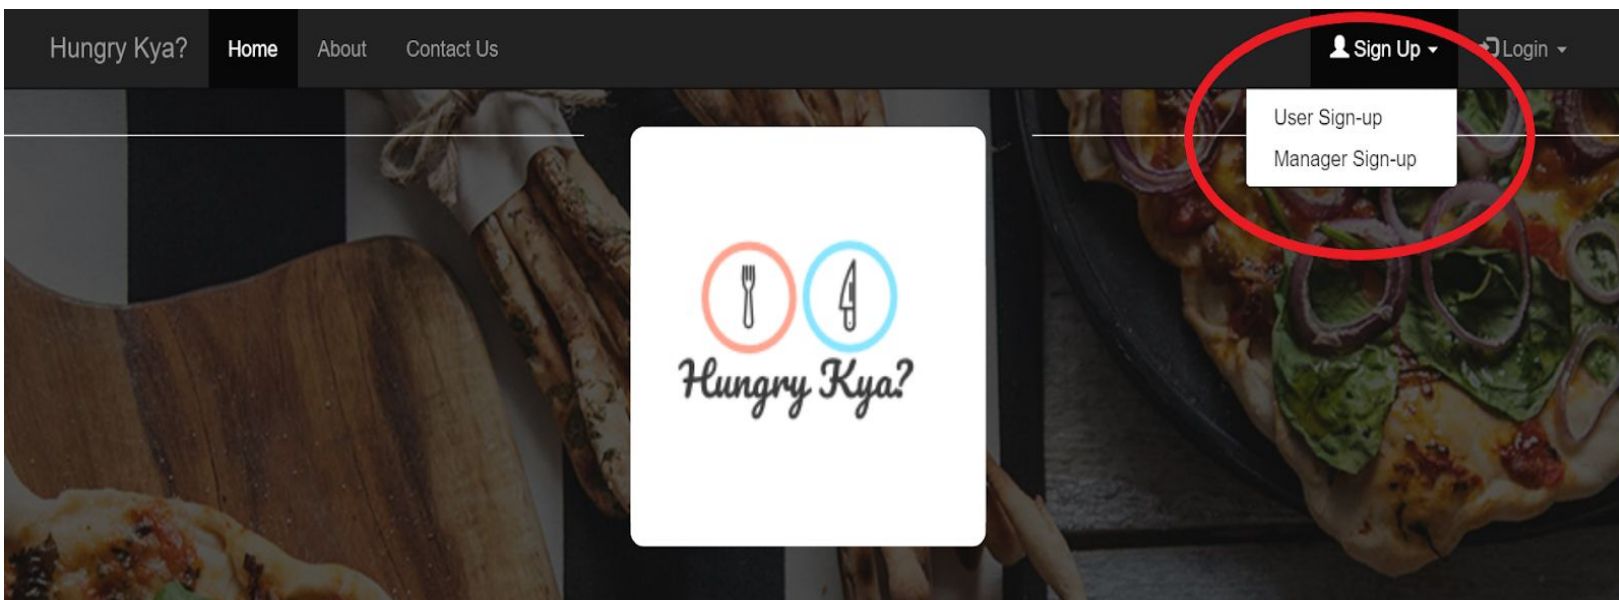 Hungry Kya? Home About Contact Us Sign Up Login
User Sign-up
Manager Sign-up
Hungry Kya?